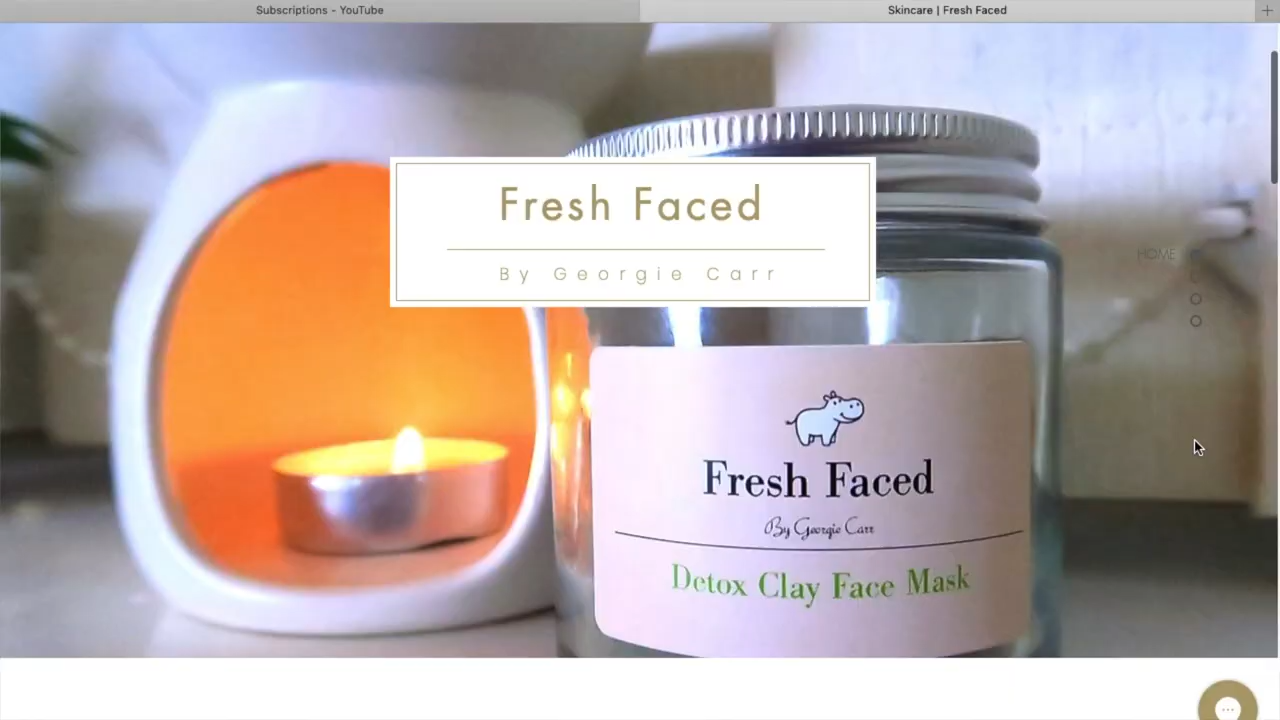 Subscriptions - YouTube
Skincare | Fresh Faced
Fresh Faced
By Georgie Carr
HOME
Fresh Faced
By Georgie Carr
Detox Clay Face Mask